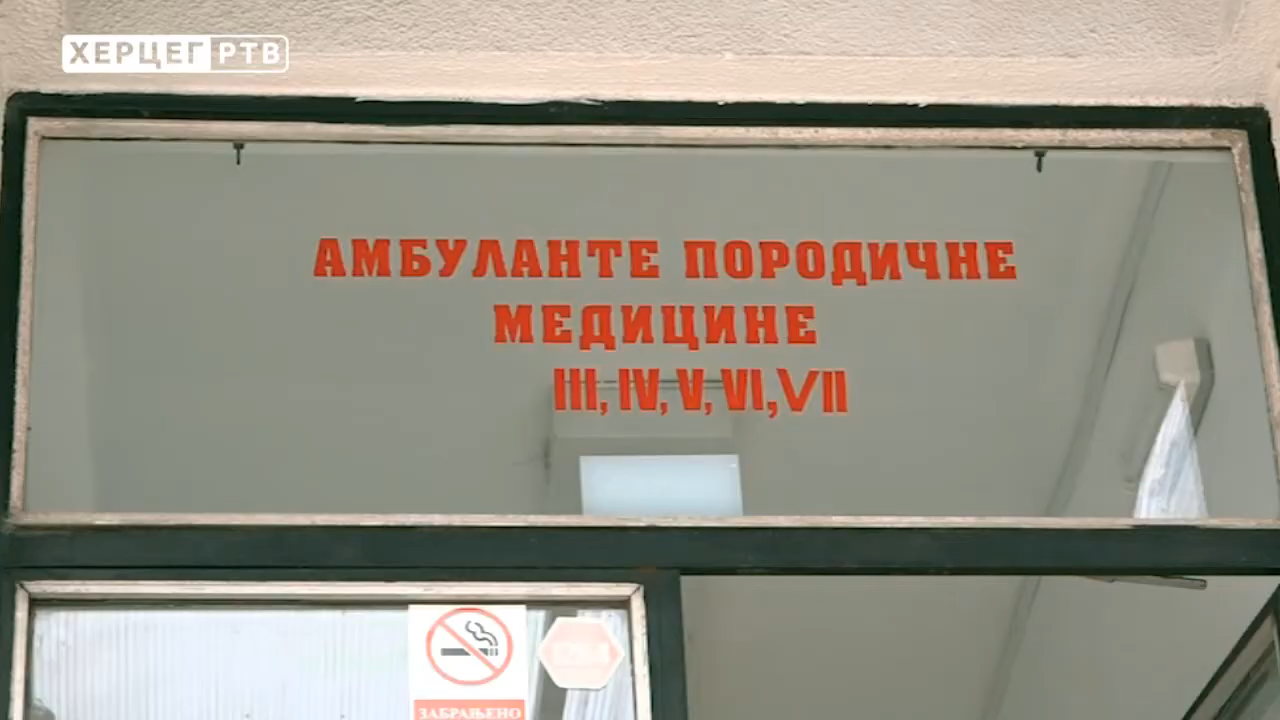 ХЕРЦЕГ РТВ
АМБУЛАНТЕ ПОРОДИЧНЕ
МЕДИЦИНЕ
III, IV, V, VI, VII
ЗАБРАЊЕНО